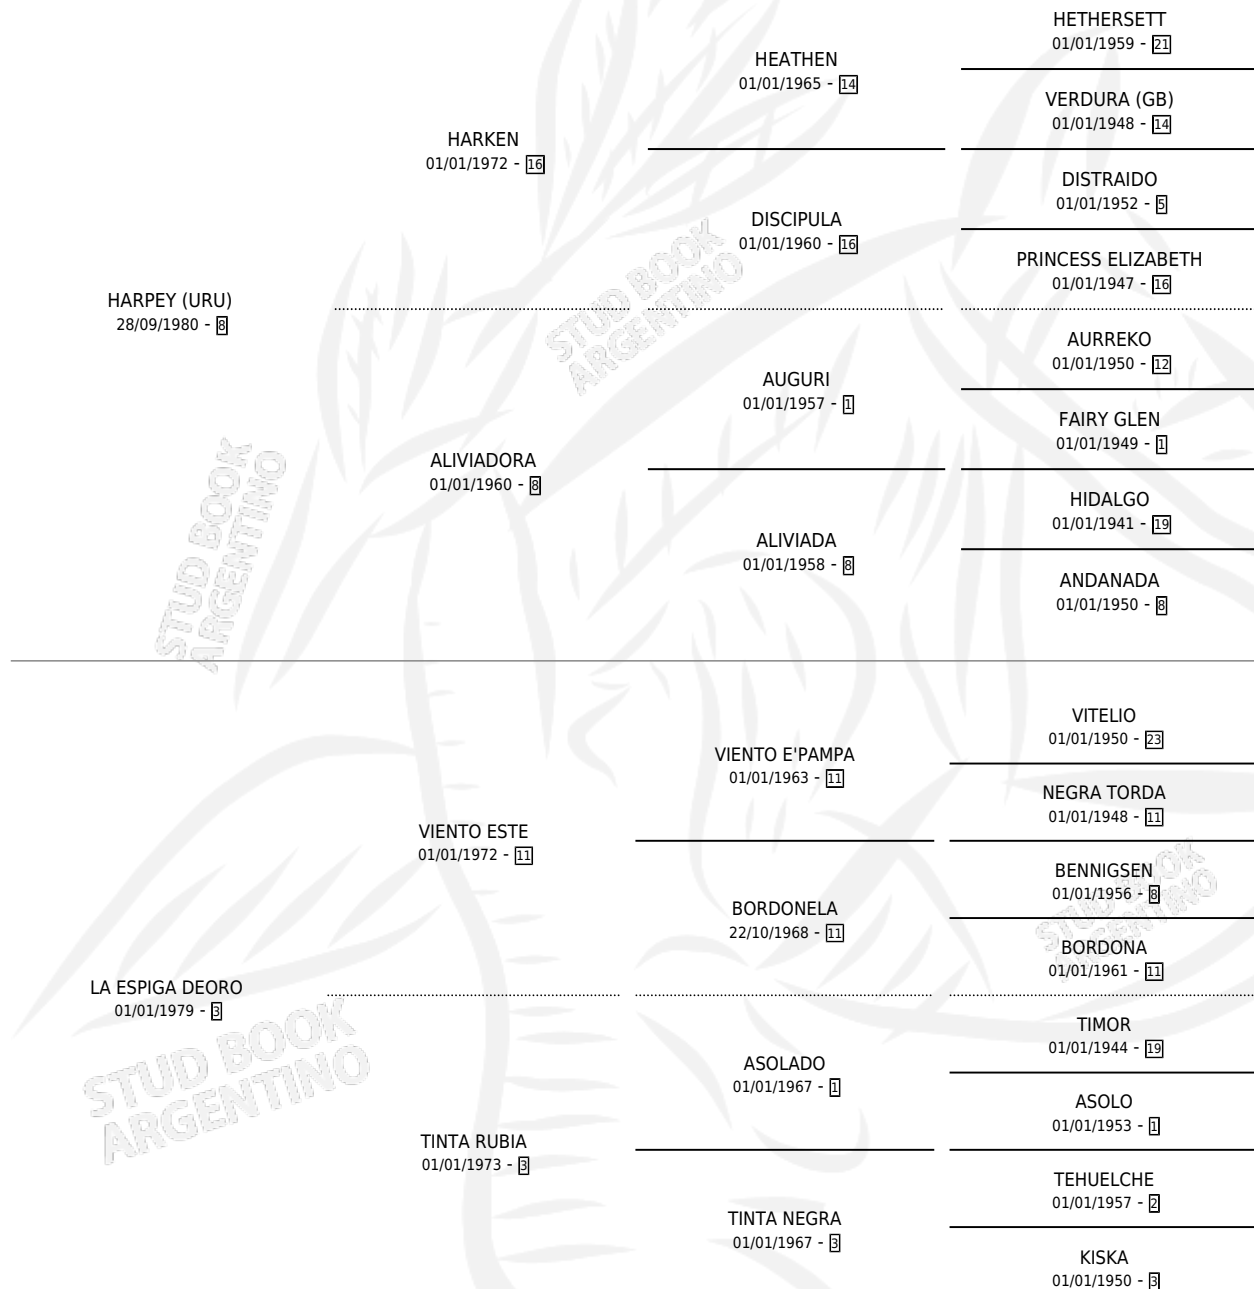 HETHERSETT
01/01/1959 - 21
HEATHEN
01/01/1965 - 14
VERDURA (GB)
01/01/1948 - 14
HARKEN
01/01/1972 - 16
DISTRAIDO
01/01/1952 - 5
DISCIPULA
01/01/1960 - 16
PRINCESS ELIZABETH
01/01/1947 - 16
HARPEY (URU)
28/09/1980 - 8
STUD BOOK
ARGENTINO
AURREKO
01/01/1950 - 12
AUGURI
01/01/1957 - 1
FAIRY GLEN
01/01/1949 - 1
ALIVIADORA
01/01/1960 - 8
HIDALGO
01/01/1941 - 19
ALIVIADA
01/01/1958 - 8
ANDANADA
01/01/1950 - 8
STUD BOOK
ARGENTINO
VITELIO
01/01/1950 - 23
VIENTO E'PAMPA
01/01/1963 - 11
NEGRA TORDA
01/01/1948 - 11
VIENTO ESTE
01/01/1972 - 11
BENNIGSEN
01/01/1956 - 8
BORDONELA
22/10/1968 - 11
BORDONA
01/01/1961 - 11
STUD BOOK
ARGENTINO
LA ESPIGA DEORO
01/01/1979 - 3
TIMOR
01/01/1944 - 19
ASOLADO
01/01/1967 - 1
ASOLO
01/01/1953 - 1
STUD BOOK
ARGENTINO
TINTA RUBIA
01/01/1973 - 3
TEHUELCHE
01/01/1957 - 2
TINTA NEGRA
01/01/1967 - 3
KISKA
01/01/1950 - 3